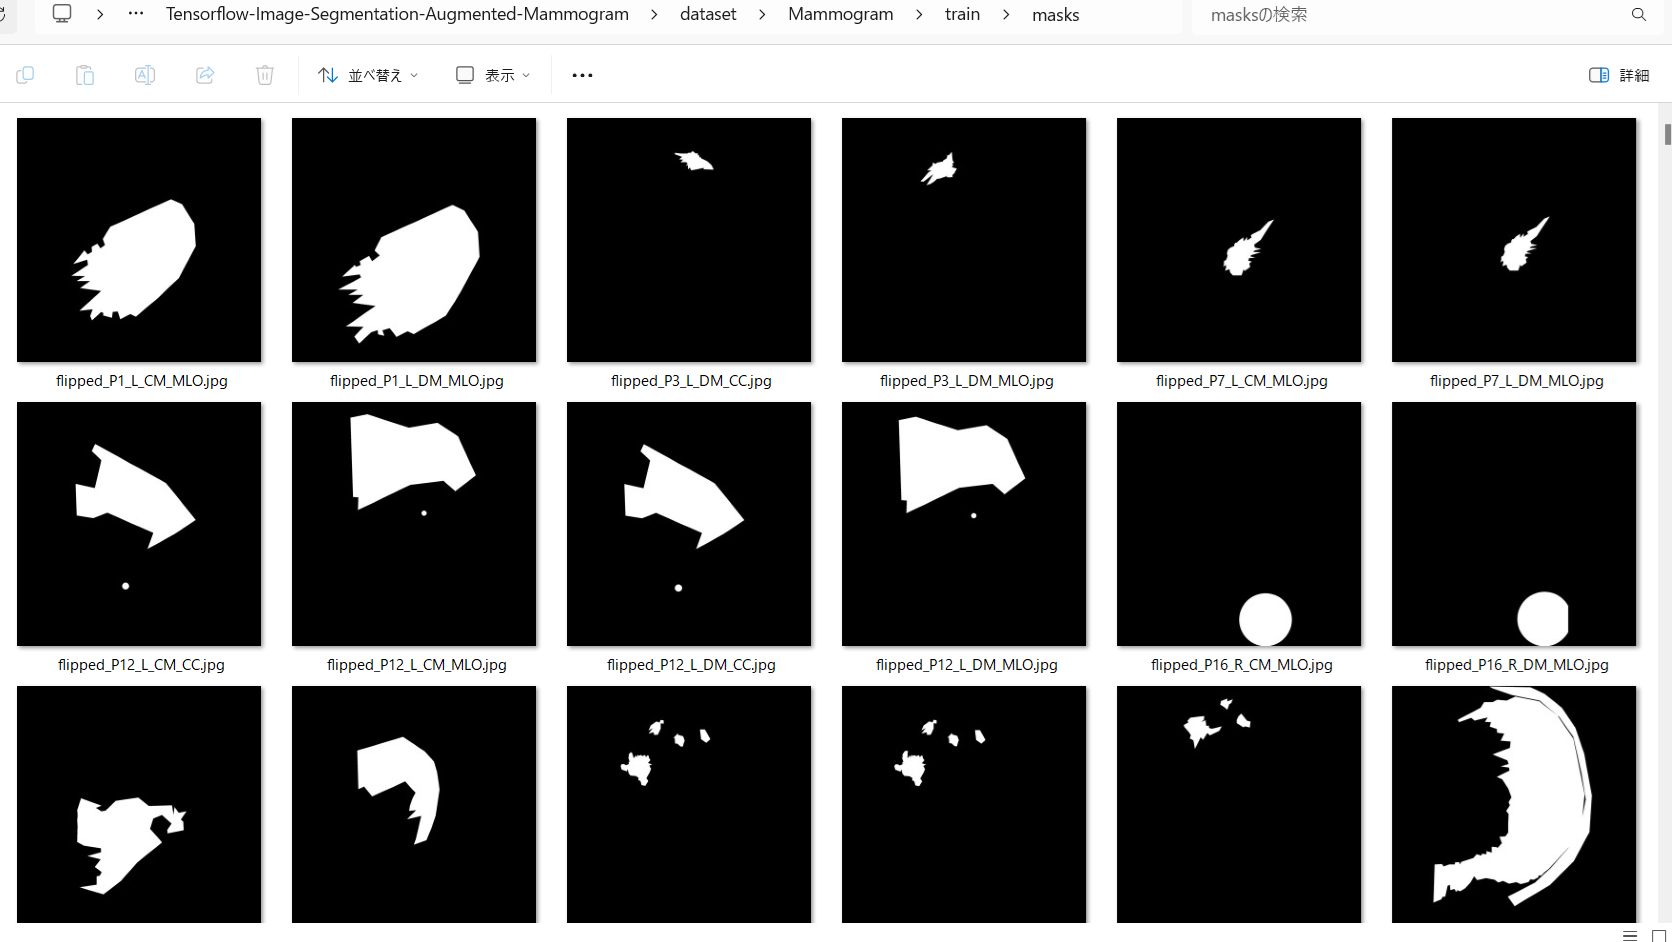 Tensorflow-Image-Segmentation-Augmented-Mammogram > dataset > Mammogram > train > masks
masksの検索
並べ替え
表示
詳細
flipped_P1_L_CM_MLO.jpg
flipped_P1_L_DM_MLO.jpg
flipped_P3_L_DM_CC.jpg
flipped_P3_L_DM_MLO.jpg
flipped_P7_L_CM_MLO.jpg
flipped_P7_L_DM_MLO.jpg
flipped_P12_L_CM_CC.jpg
flipped_P12_L_CM_MLO.jpg
flipped_P12_L_DM_CC.jpg
flipped_P12_L_DM_MLO.jpg
flipped_P16_R_CM_MLO.jpg
flipped_P16_R_DM_MLO.jpg